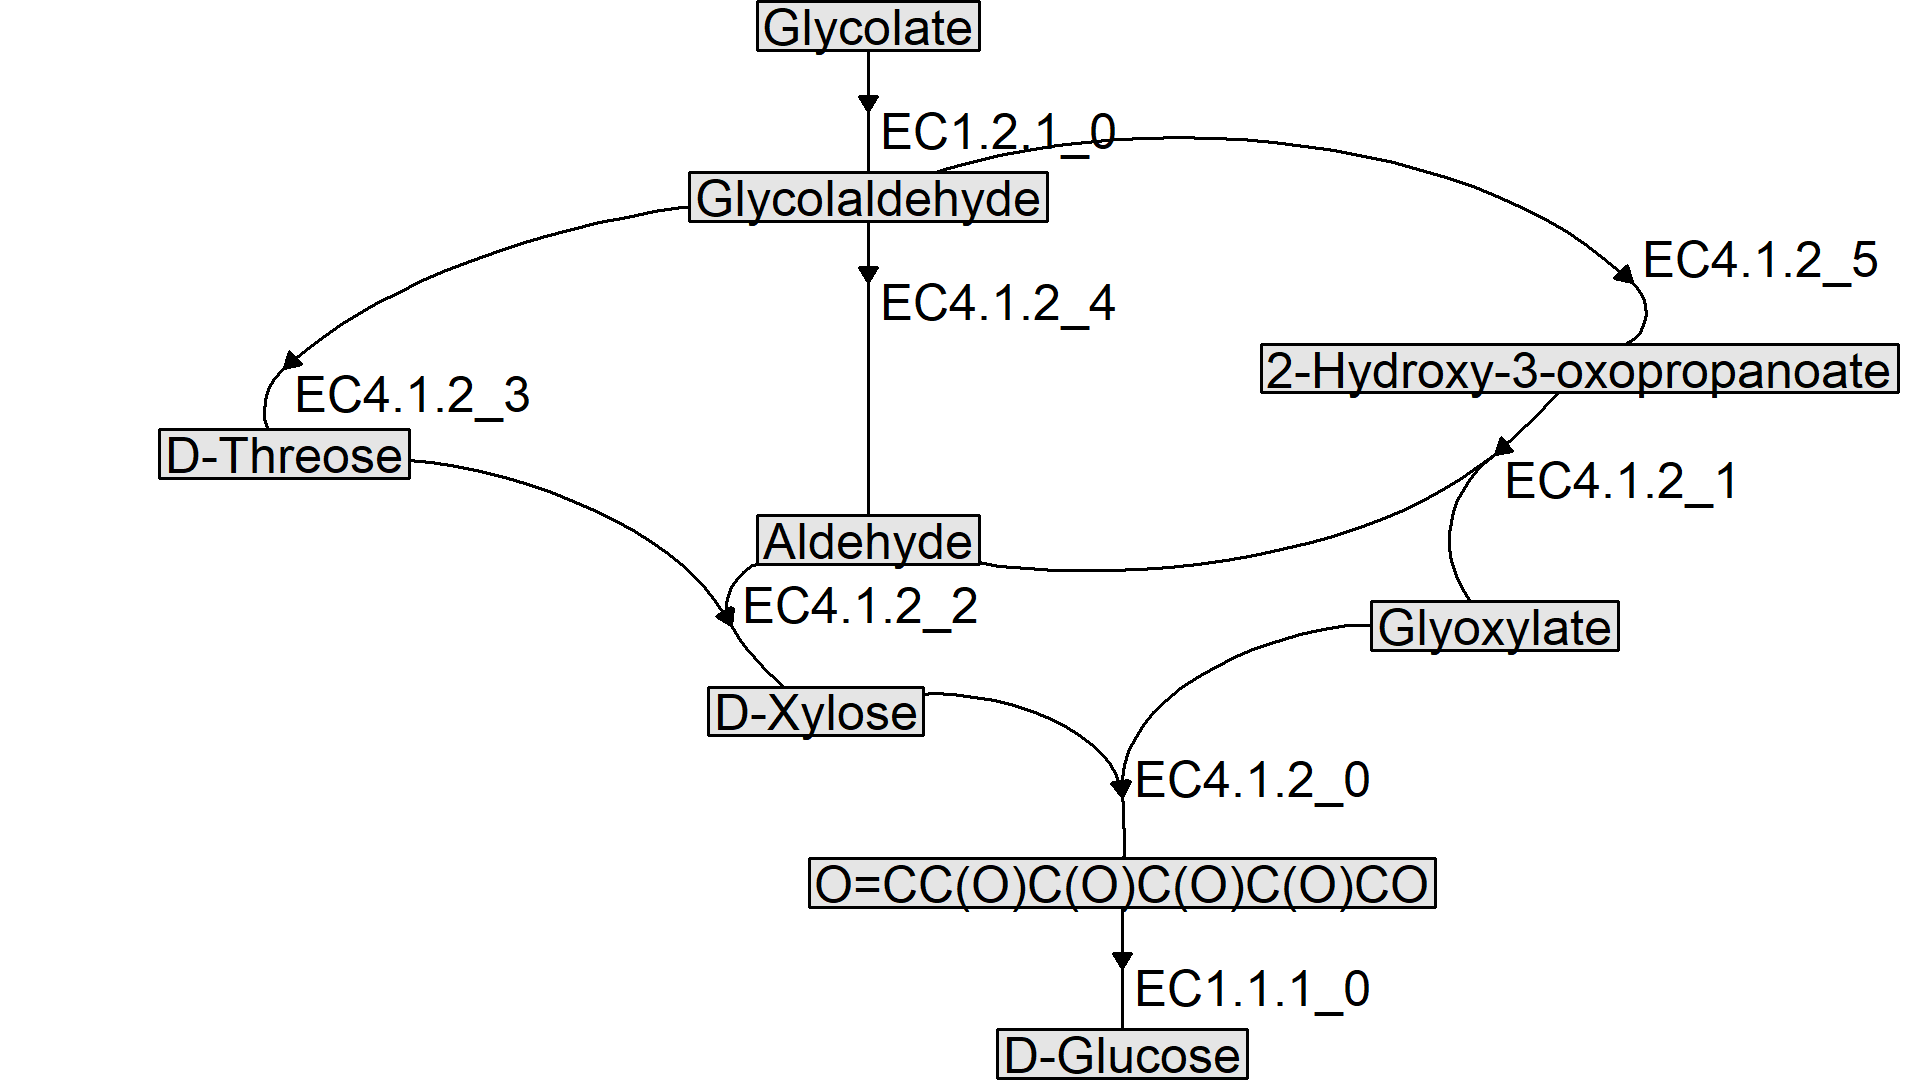 Glycolate
EC1.2.1_0
Glycolaldehyde
EC4.1.2_5
EC4.1.2_4
2-Hydroxy-3-oxopropanoate
EC4.1.2_3
D-Threose
EC4.1.2_1
Aldehyde
EC4.1.2_2
Glyoxylate
D-Xylose
EC4.1.2_0
O=CC(O)C(O)C(O)C(O)CO
EC1.1.1_0
D-Glucose